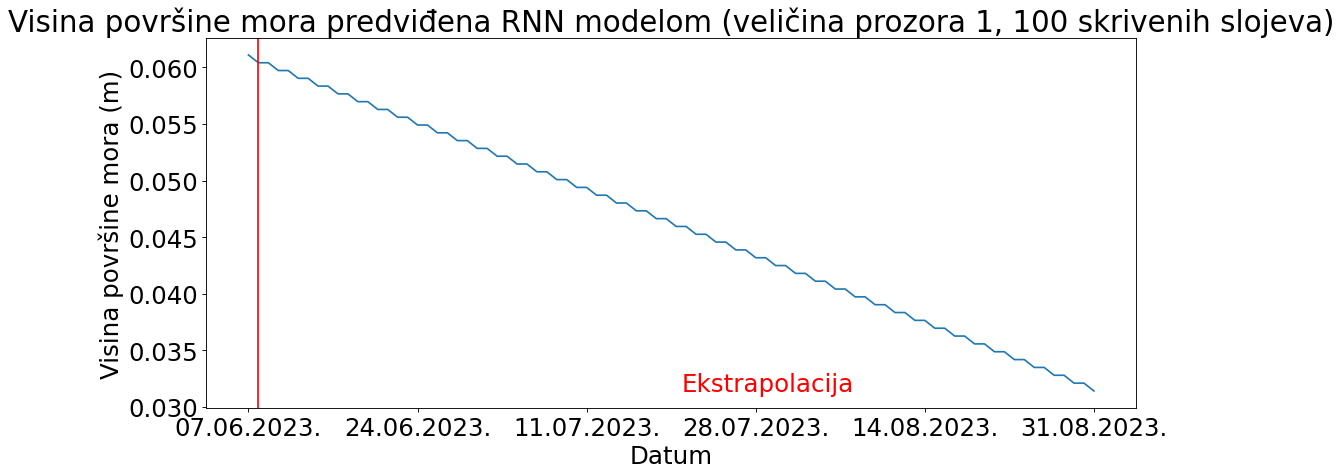 Visina površine mora predviđena RNN modelom (veličina prozora 1, 100 skrivenih slojeva)
Visina površine mora (m)
0.060
0.055
0.050
0.045
0.040
0.035
0.030
Ekstrapolacija
07.06.2023. 24.06.2023. 11.07.2023. 28.07.2023. 14.08.2023. 31.08.2023.
Datum